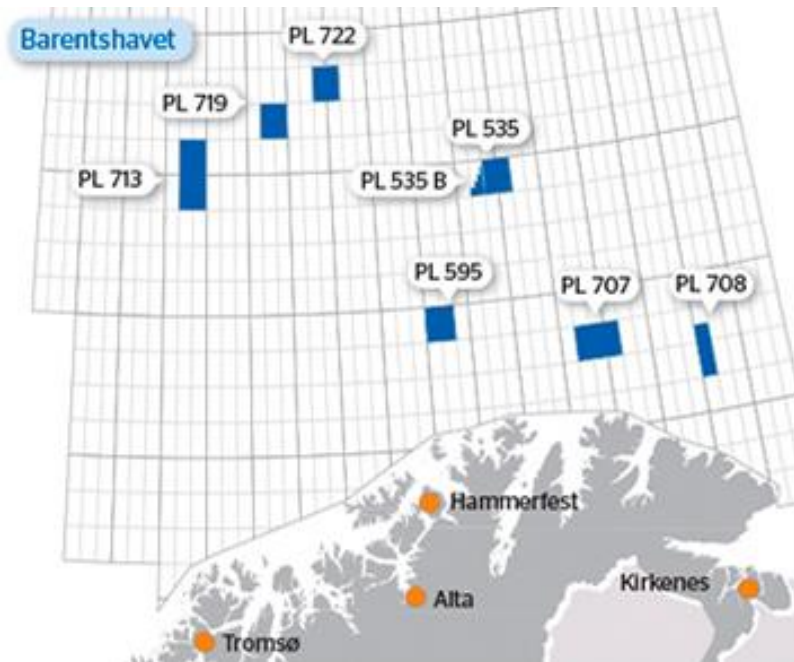 Barentshavet
PL 722
PL 719
PL 535
PL 713
PL 535 B
PL 595
PL 707
PL 708
Hammerfest
Kirkenes
Alta
Tromsø